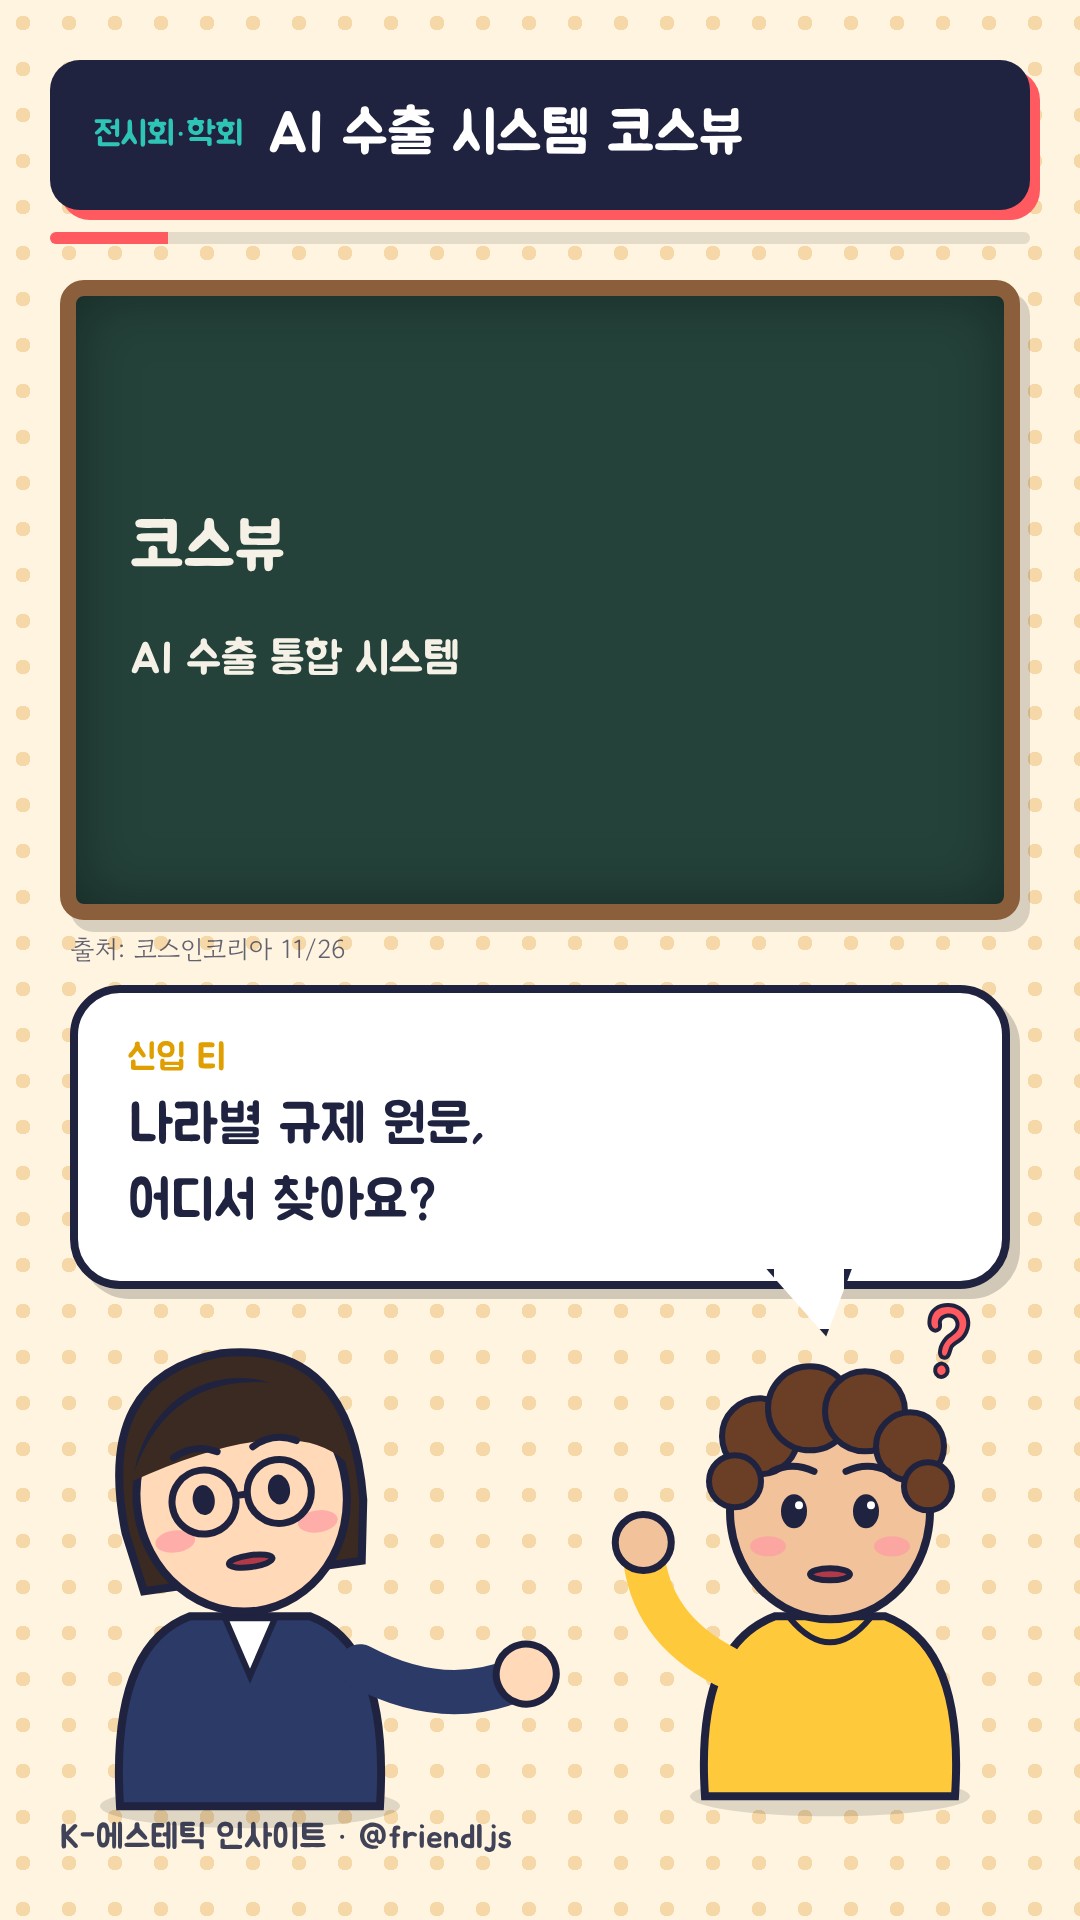 전시회·학회 AI 수출 시스템 코스뷰
코스뷰
AI 수출 통합 시스템
출처: 코스인코리아 11/26
신입 티
나라별 규제 원문,
어디서 찾아요?
?
K-에스테틱 인사이트 · @friendljs